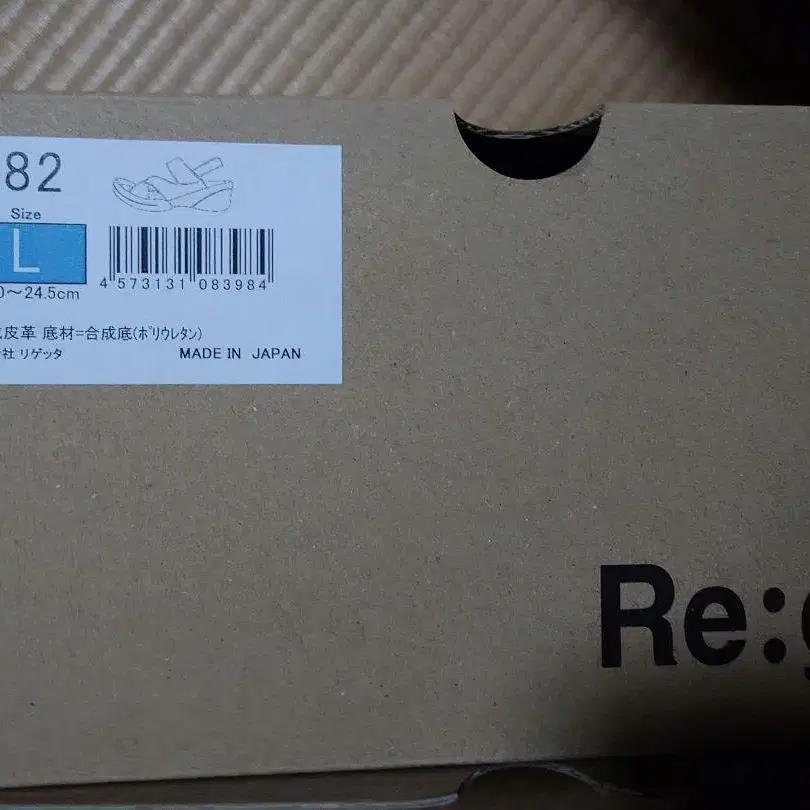 82
Size
L
0～24.5cm
皮革 底材=合成底(ポリウレタン)
社 リゲッタ
MADE IN JAPAN
4 573131 083984
Re:g